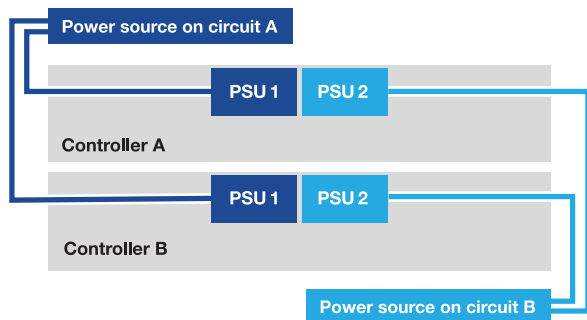 Power source on circuit A
PSU 1 PSU 2
Controller A
PSU 1 PSU 2
Controller B
Power source on circuit B